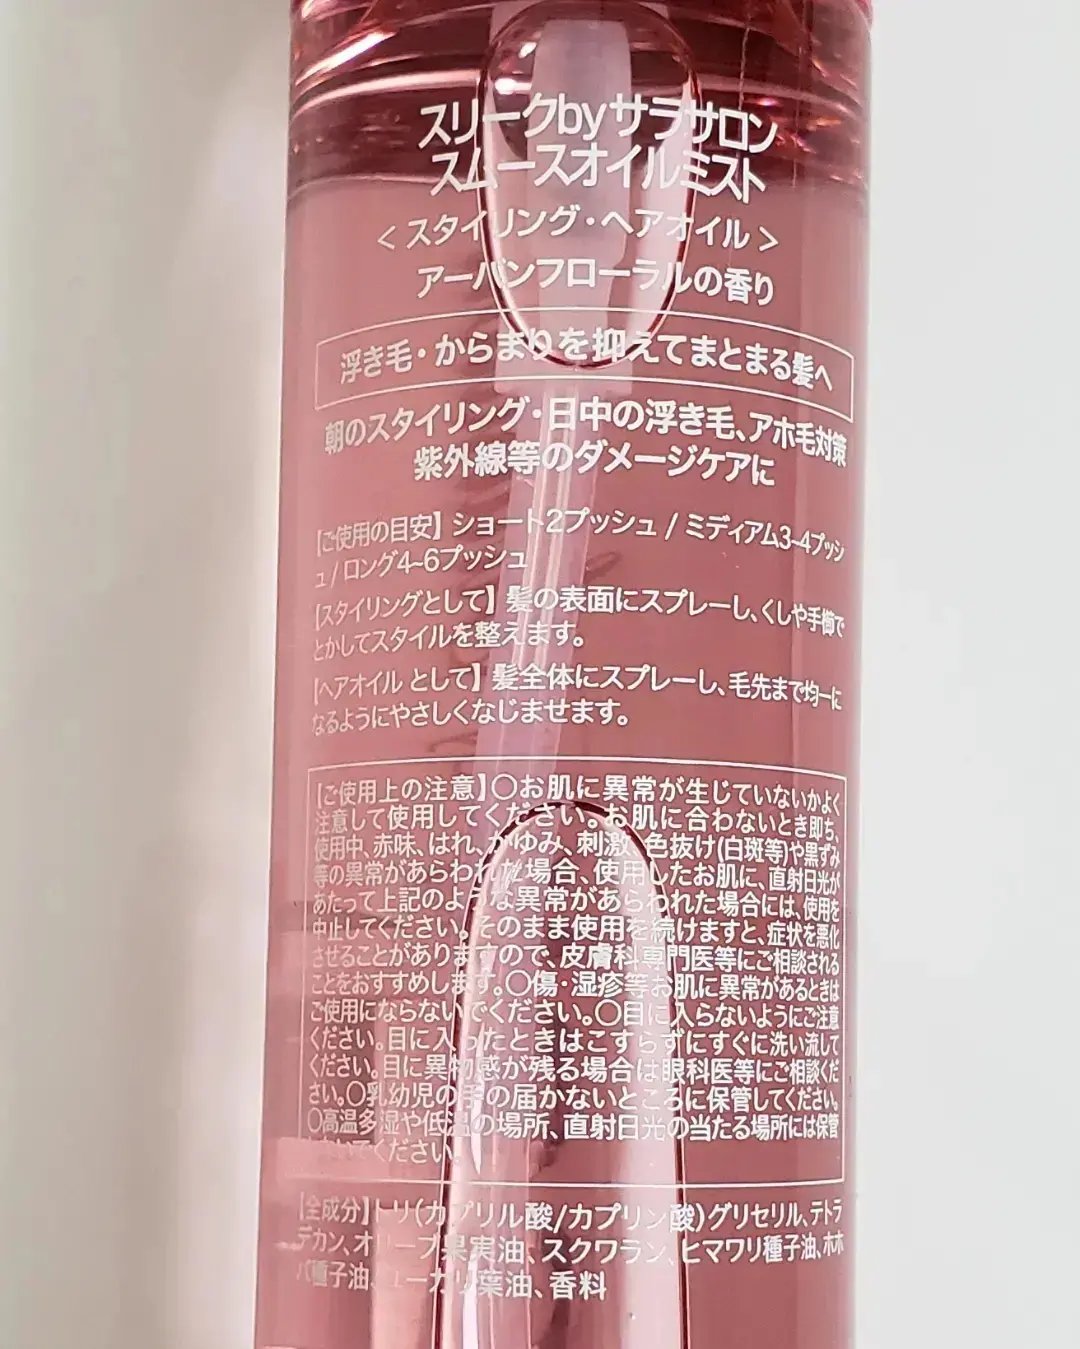 スリークbyサラサロン
スムースオイルミスト
＜スタイリング・ヘアオイル＞
アーバンフローラルの香り
浮き毛・からまりを抑えてまとまる髪へ
朝のスタイリング・日中の浮き毛、アホ毛対策
紫外線等のダメージケアに
【ご使用の目安】ショート2プッシュ / ミディアム3~4プッシ
ュ / ロング4~6プッシュ
【スタイリングとして】髪の表面にスプレーし、くしや手櫛で
とかしてスタイルを整えます。
【ヘアオイル として】髪全体にスプレーし、毛先まで均一に
なるようにやさしくなじませます。
【ご使用上の注意】○お肌に異常が生じていないかよく
注意して使用してください。お肌に合わないとき即ち、
使用中、赤味、はれ、かゆみ、刺激、色抜け(白斑等)や黒ずみ
等の異常があらわれた場合、使用したお肌に、直射日光が
あたって上記のような異常があらわれた場合には、使用を
中止してください。そのまま使用を続けますと、症状を悪化
させることがありますので、皮膚科専門医等にご相談される
ことをおすすめします。○傷・湿疹等お肌に異常があるときは
ご使用にならないでください。○目に入らないようにご注意
ください。目に入ったときはこすらずにすぐに洗い流して
ください。目に異物感が残る場合は眼科医等にご相談くだ
さい。○乳幼児の手の届かないところに保管してください。
○高温多湿や低温の場所、直射日光の当たる場所には保管
ください。
【全成分】トリ(カプリル酸/カプリン酸)グリセリル、テトラ
デカン、オリーブ果実油、スクワラン、ヒマワリ種子油、ホホ
バ種子油、ユーカリ葉油、香料